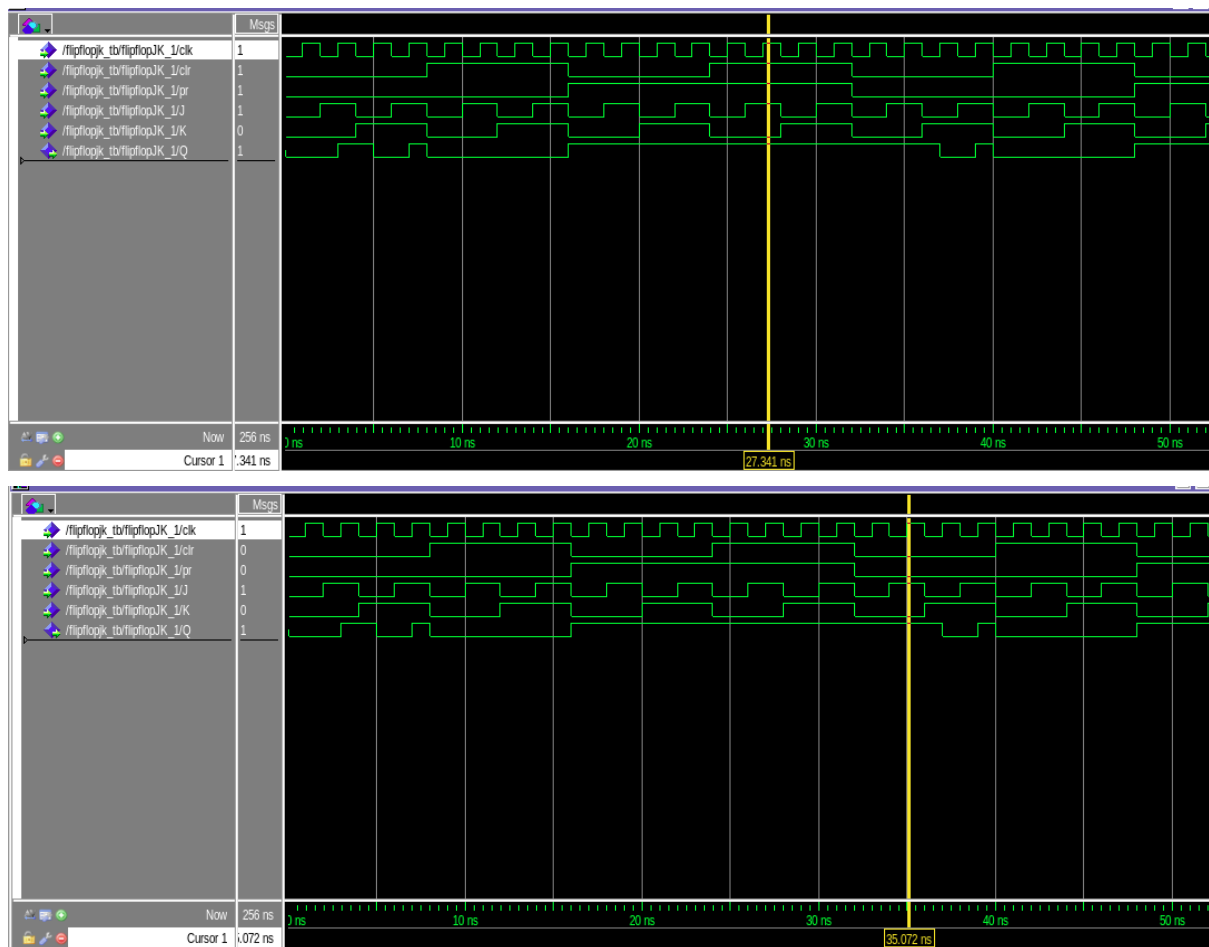 Msgs
/flipflopjk_tb/flipflopJK_1/clk 1
/flipflopjk_tb/flipflopJK_1/clr 1
/flipflopjk_tb/flipflopJK_1/pr 1
/flipflopjk_tb/flipflopJK_1/J 1
/flipflopjk_tb/flipflopJK_1/K 0
/flipflopjk_tb/flipflopJK_1/Q 1
Now 256 ns
10 ns 20 ns 30 ns 40 ns 50 ns
Cursor 1 .341 ns
27.341 ns
Msgs
/flipflopjk_tb/flipflopJK_1/clk 1
/flipflopjk_tb/flipflopJK_1/clr 0
/flipflopjk_tb/flipflopJK_1/pr 0
/flipflopjk_tb/flipflopJK_1/J 1
/flipflopjk_tb/flipflopJK_1/K 0
/flipflopjk_tb/flipflopJK_1/Q 1
Now 256 ns
10 ns 20 ns 30 ns 40 ns 50 ns
Cursor 1 .072 ns
35.072 ns